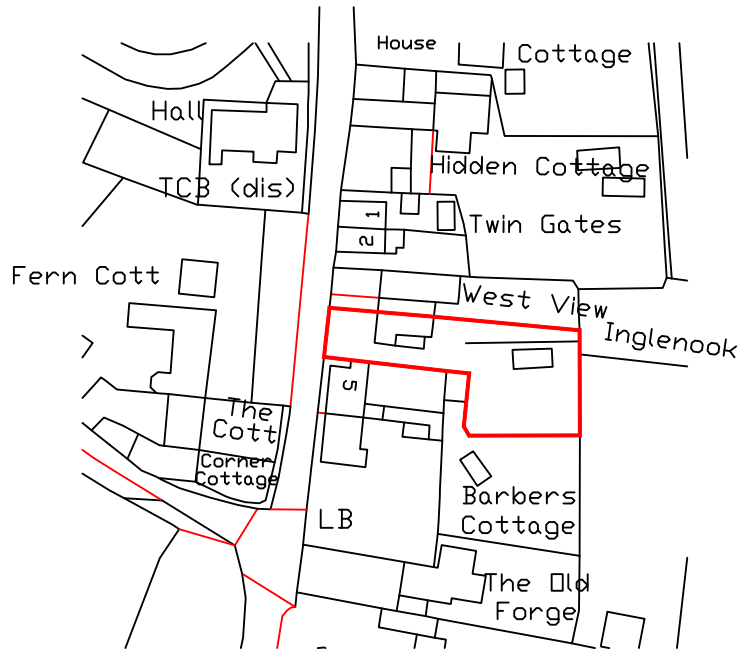 House
Cottage
Hall
Hidden Cottage
TCB (dis)
1
Twin Gates
2
Fern Cott
West View
Inglenook
5
The
Cott
Corner
Cottage
Barbers
Cottage
LB
The Old
Forge